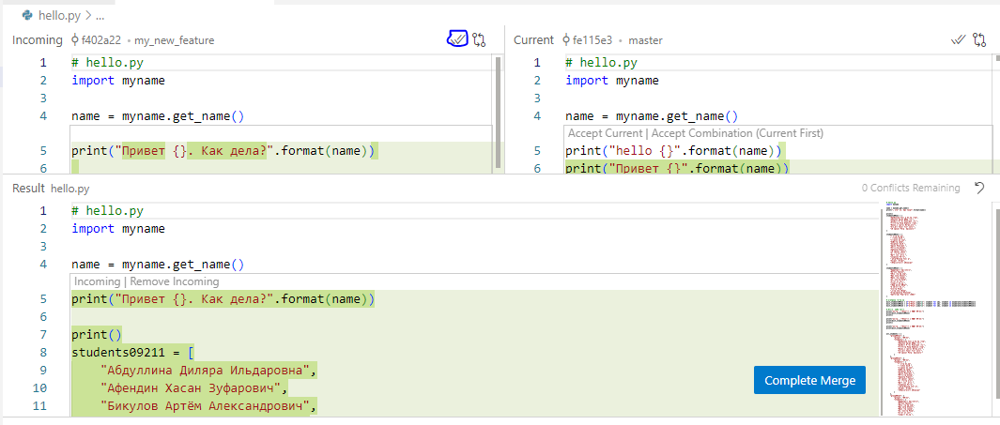 hello.py > ...
Incoming f402a22 • my_new_feature
1 # hello.py
2 import myname
3
4 name = myname.get_name()
5 print("Привет {}. Как дела?".format(name))
6
Current fe115e3 • master
1 # hello.py
2 import myname
3
4 name = myname.get_name()
Accept Current | Accept Combination (Current First)
5 print("hello {}".format(name))
6 print("Привет {}".format(name))
Result hello.py 0 Conflicts Remaining
1 # hello.py
2 import myname
3
4 name = myname.get_name()
Incoming | Remove Incoming
5 print("Привет {}. Как дела?".format(name))
6
7 print()
8 students09211 = [
9 "Абдуллина Диляра Ильдаровна",
10 "Афендин Хасан Зуфарович",
11 "Бикулов Артём Александрович",
Complete Merge